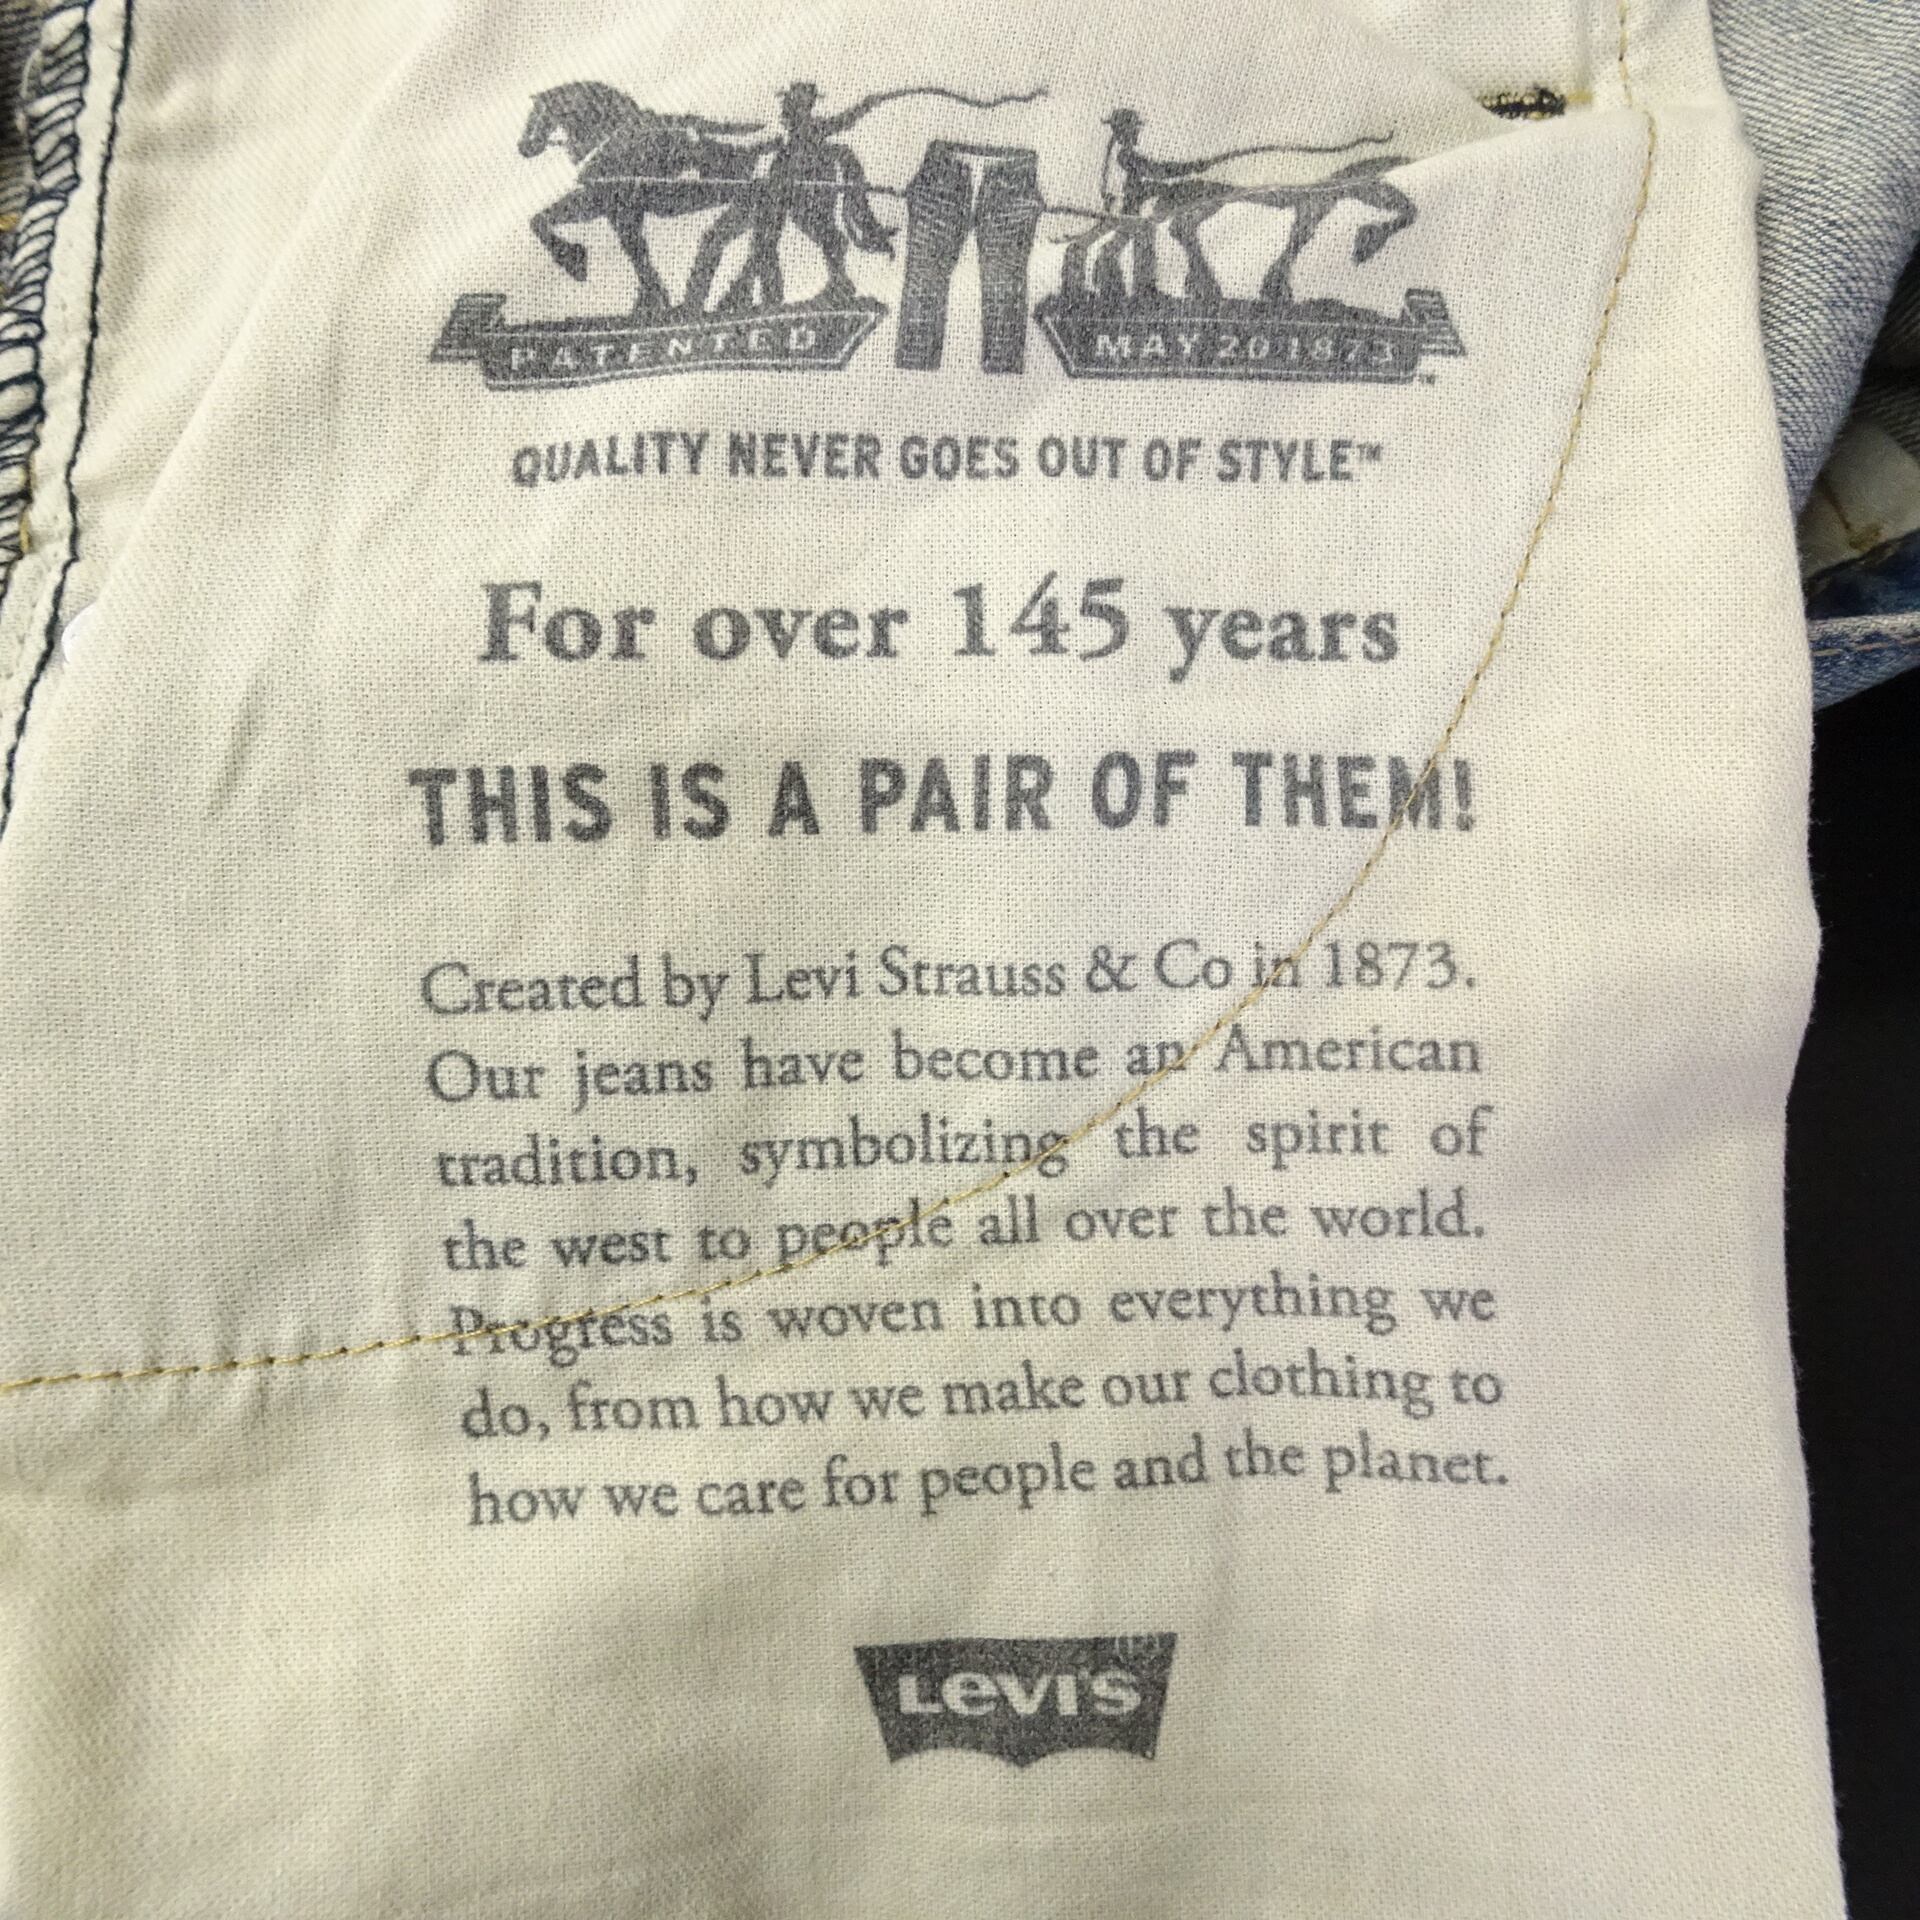 PATENTED MAY 20 1873 ™
QUALITY NEVER GOES OUT OF STYLE™
For over 145 years
THIS IS A PAIR OF THEM!
Created by Levi Strauss & Co in 1873.
Our jeans have become an American
tradition, symbolizing the spirit of
the west to people all over the world.
Progress is woven into everything we
do, from how we make our clothing to
how we care for people and the planet.
LeVI'S